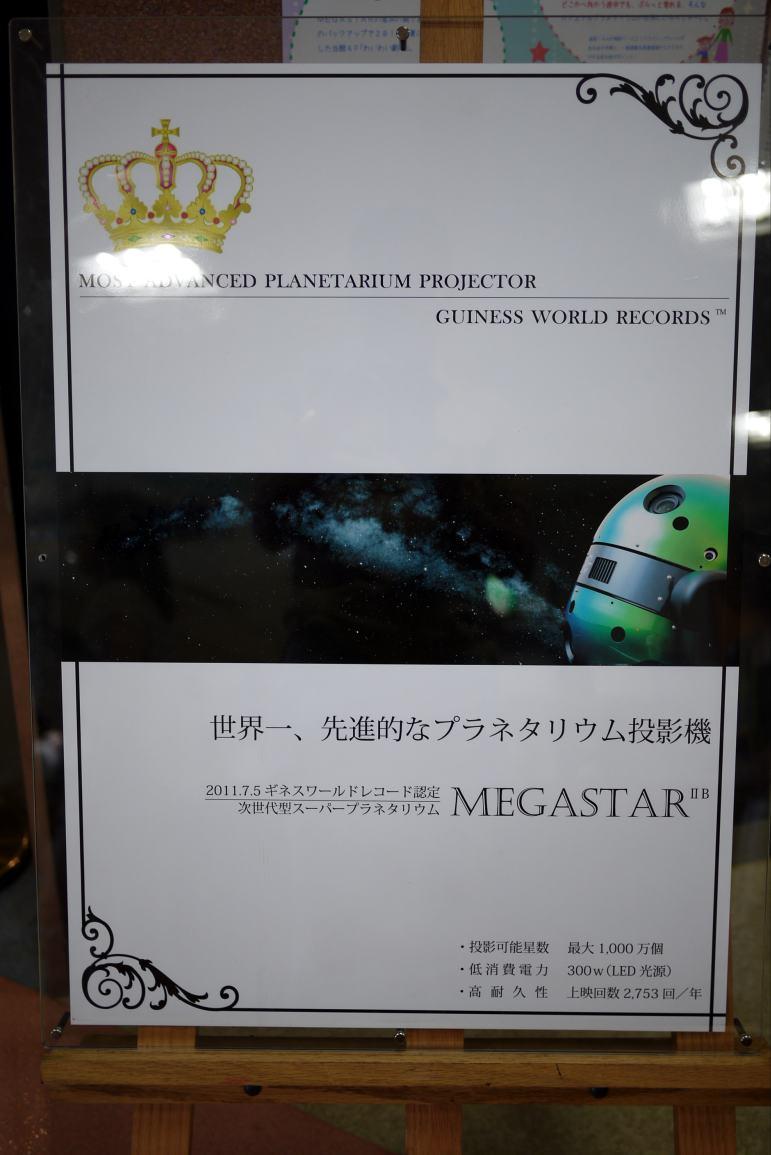 MOST ADVANCED PLANETARIUM PROJECTOR
GUINESS WORLD RECORDS™
世界一、先進的なプラネタリウム投影機
2011.7.5 ギネスワールドレコード認定
次世代型スーパープラネタリウム
MEGASTAR ⅡB
・投影可能星数 最大 1,000 万個
・低消費電力 300w（LED 光源）
・高耐久性 上映回数 2,753 回／年